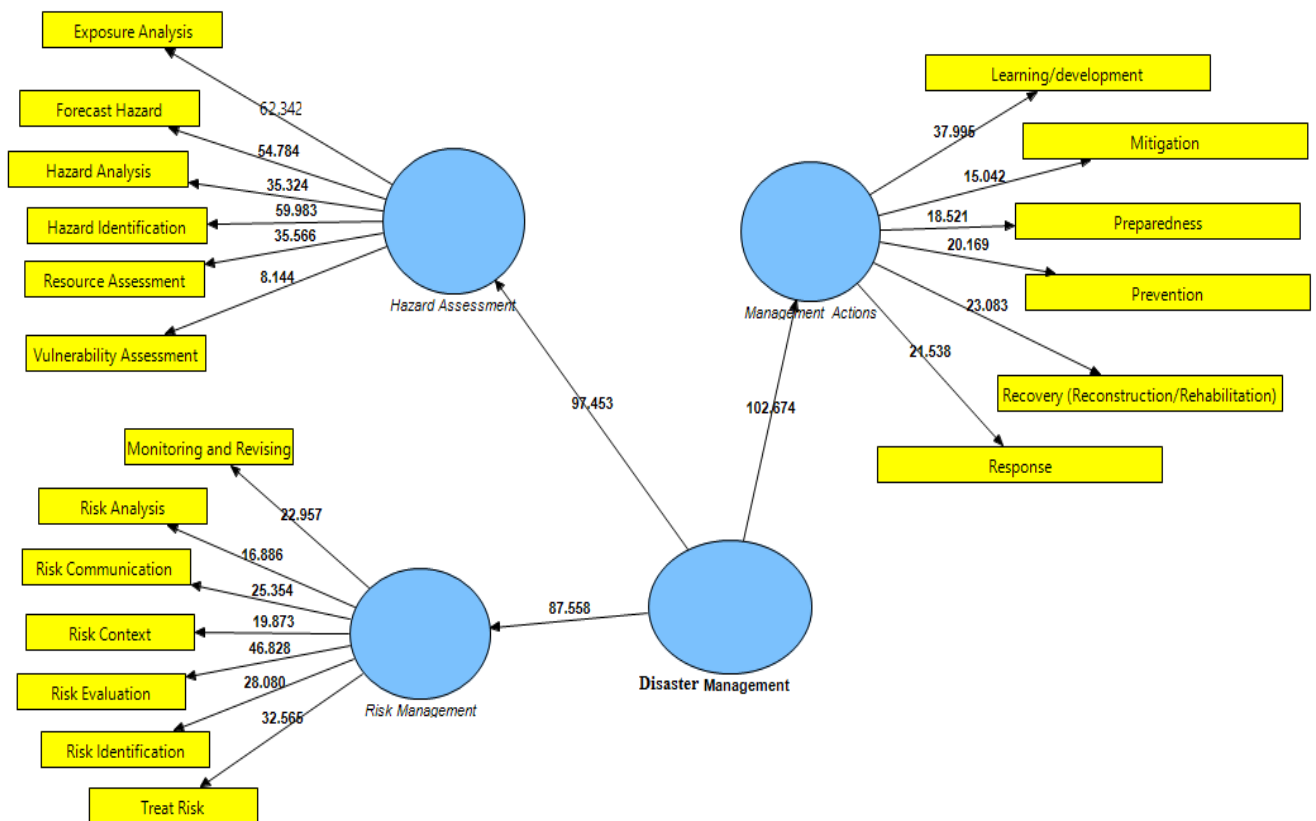 Exposure Analysis
62.342
Forecast Hazard
54.784
Hazard Analysis
35.324
Hazard Identification
59.983
Resource Assessment
35.566
Vulnerability Assessment
8.144
Hazard Assessment
Learning/development
37.995
Mitigation
15.042
Preparedness
18.521
Prevention
20.169
Recovery (Reconstruction/Rehabilitation)
23.083
Response
21.538
Management Actions
97.453
102.674
87.558
Disaster Management
Monitoring and Revising
22.957
Risk Analysis
16.886
Risk Communication
25.354
Risk Context
19.873
Risk Evaluation
46.828
Risk Identification
28.080
Treat Risk
32.565
Risk Management